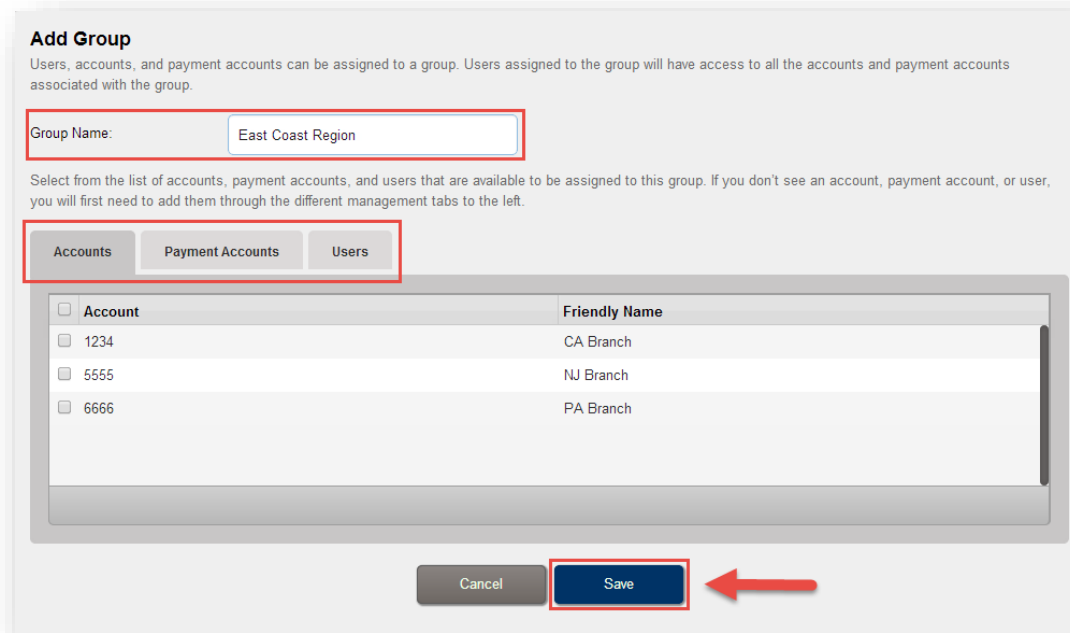 Add Group
Users, accounts, and payment accounts can be assigned to a group. Users assigned to the group will have access to all the accounts and payment accounts
associated with the group.
Group Name: East Coast Region
Select from the list of accounts, payment accounts, and users that are available to be assigned to this group. If you don't see an account, payment account, or user,
you will first need to add them through the different management tabs to the left.
Accounts Payment Accounts Users
Account Friendly Name
1234 CA Branch
5555 NJ Branch
6666 PA Branch
Cancel Save